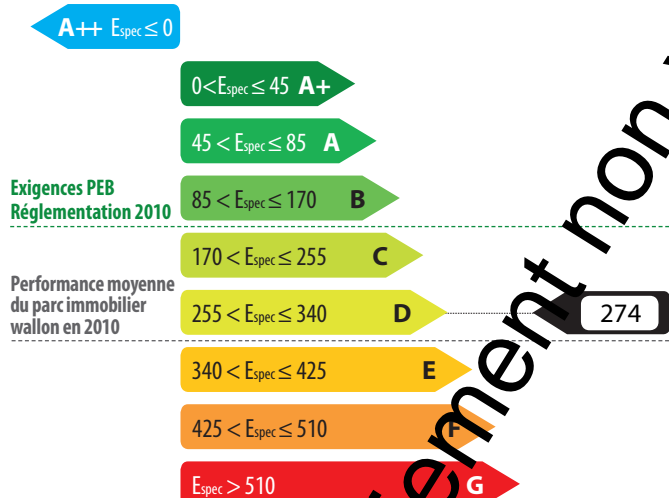 A++ Espec ≤ 0
0<Espec ≤ 45 A+
45 < Espec ≤ 85 A
Exigences PEB
Réglementation 2010
85 < Espec ≤ 170 B
170 < Espec ≤ 255 C
Performance moyenne
du parc immobilier
wallon en 2010
255 < Espec ≤ 340 D
274
340 < Espec ≤ 425 E
425 < Espec ≤ 510 F
Espec > 510 G
non